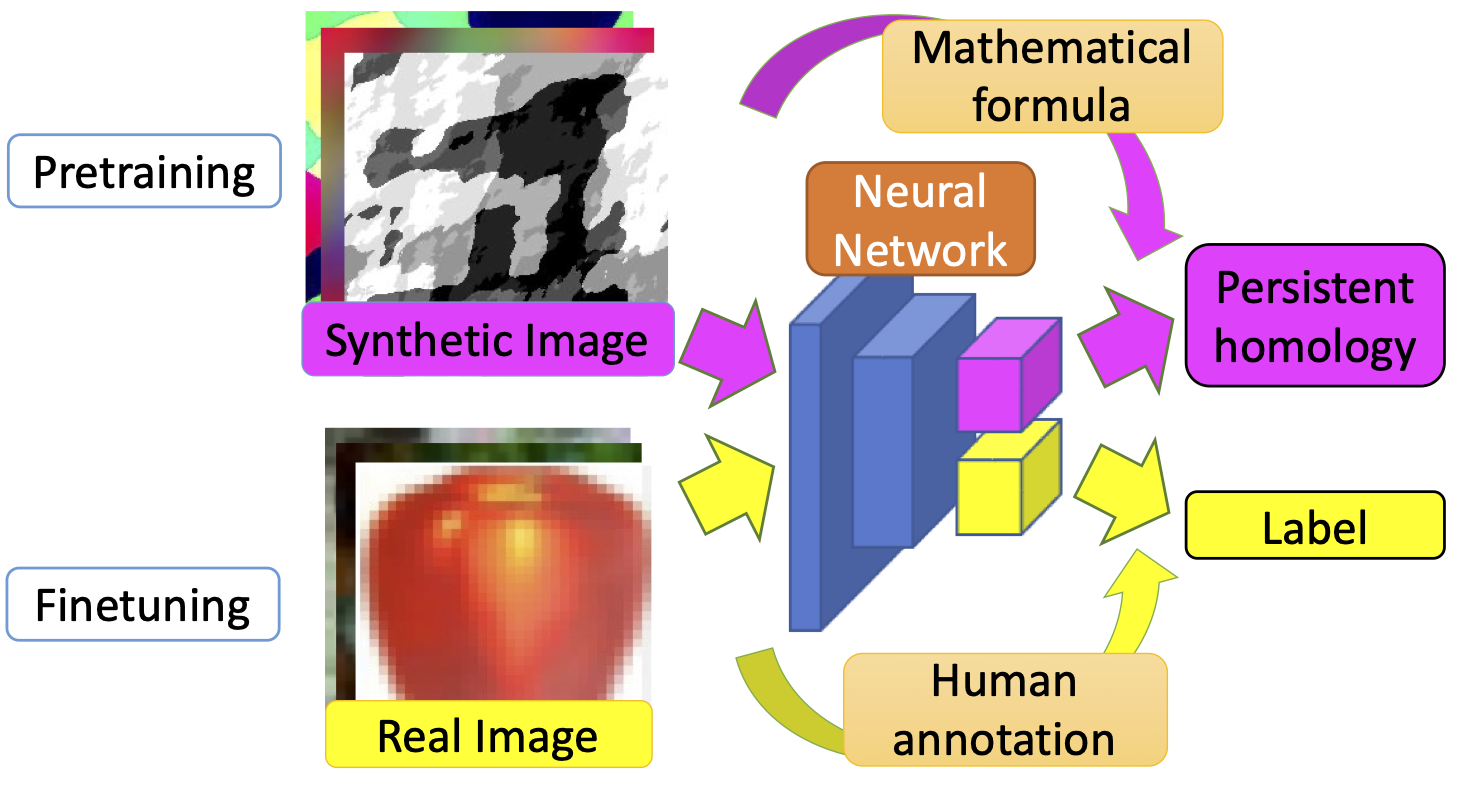 Mathematical
formula
Pretraining
Neural
Network
Synthetic Image
Persistent
homology
Label
Finetuning
Human
annotation
Real Image